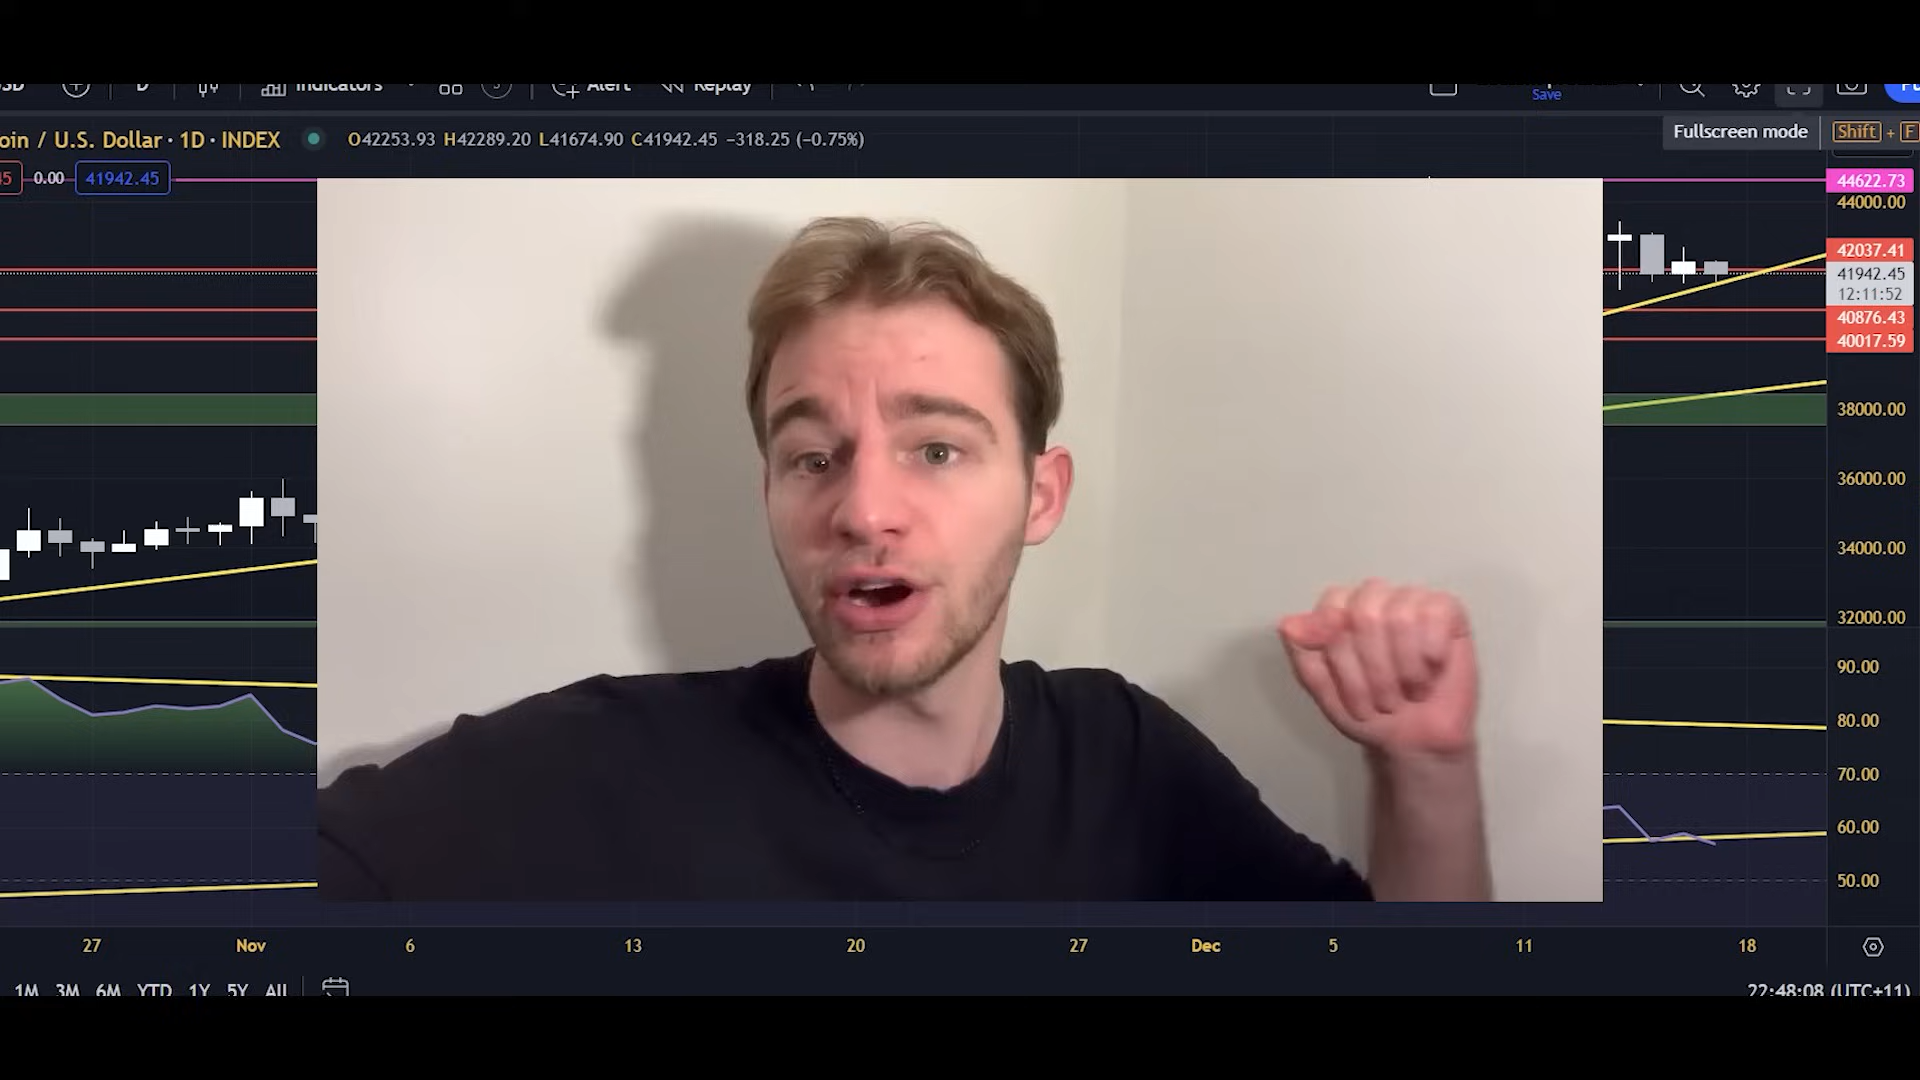 Indicators Alert Replay
Save
oin / U.S. Dollar · 1D · INDEX O42253.93 H42289.20 L41674.90 C41942.45 −318.25 (−0.75%)
Fullscreen mode Shift + F
0.00 41942.45
44622.73
44000.00
42037.41
41942.45
12:11:52
40876.43
40017.59
38000.00
36000.00
34000.00
32000.00
90.00
80.00
70.00
60.00
50.00
27 Nov 6 13 20 27 Dec 5 11 18
1M 3M 6M YTD 1Y 5Y All
22:48:08 (UTC+11)